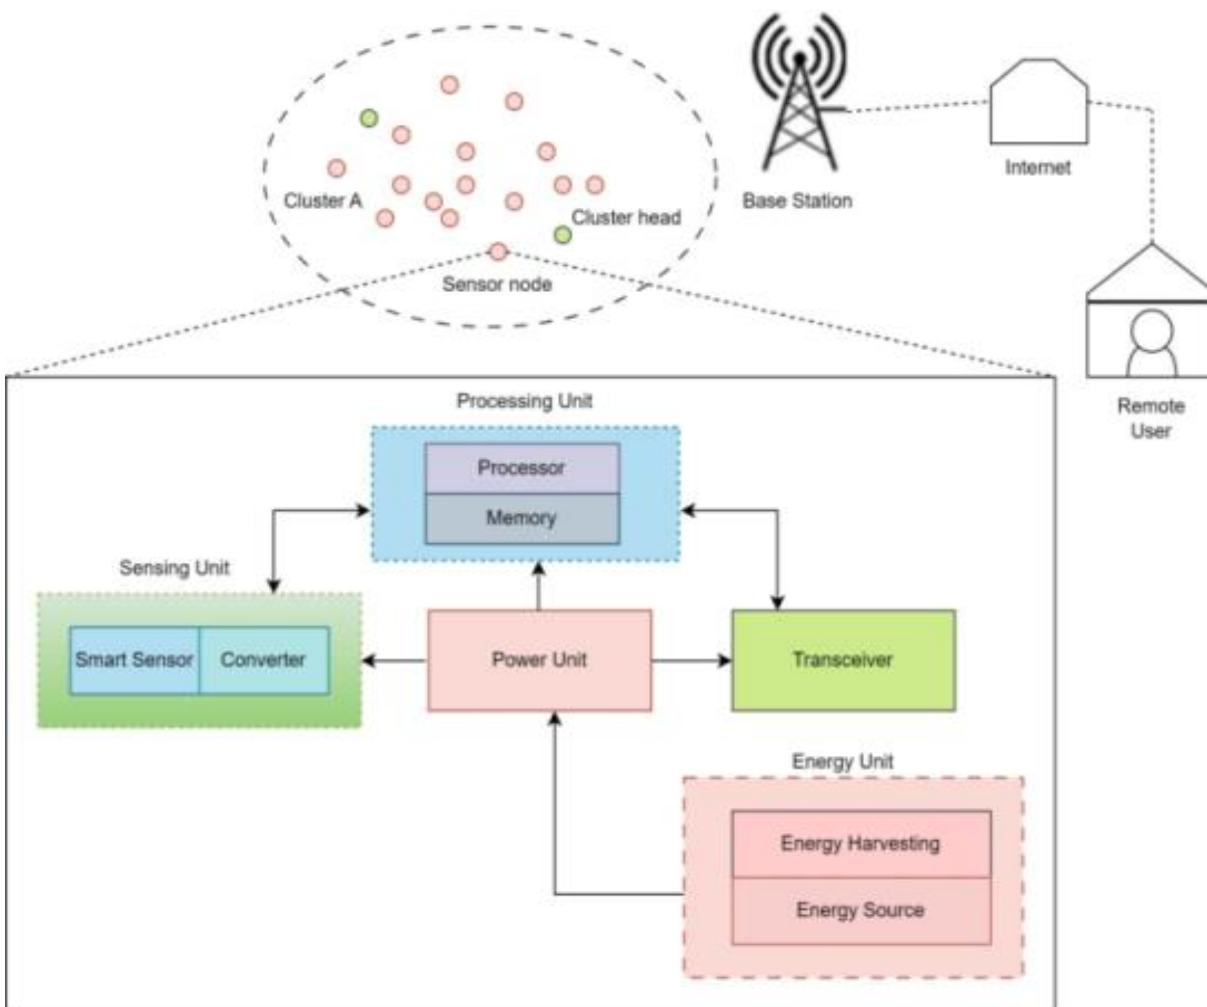 Cluster A
Cluster head
Sensor node
Base Station
Internet
Remote
User
Processing Unit
Processor
Memory
Sensing Unit
Smart Sensor
Converter
Power Unit
Transceiver
Energy Unit
Energy Harvesting
Energy Source